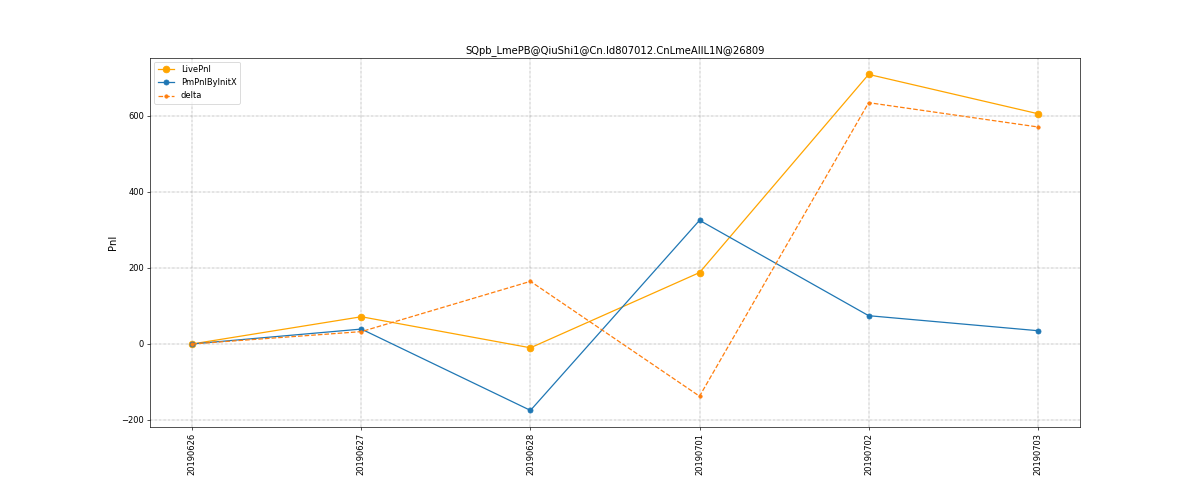 SQpb_LmePB@QiuShi1@Cn.Id807012.CnLmeAllL1N@26809
LivePnl
PmPnlByInitX
delta
Pnl
600
400
200
0
−200
20190626
20190627
20190628
20190701
20190702
20190703